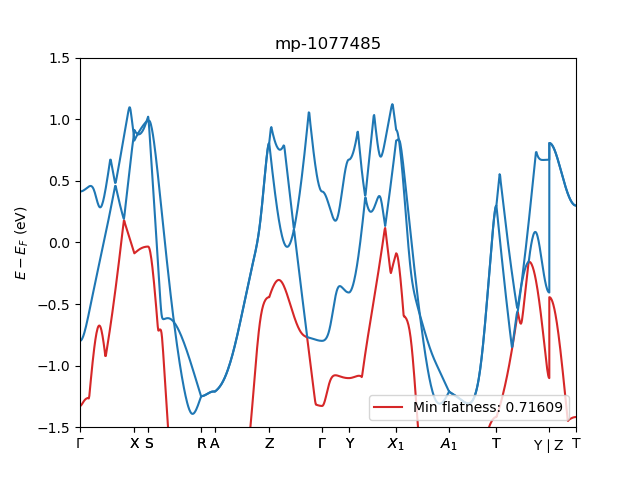 mp-1077485
1.5
1.0
0.5
0.0
−0.5
−1.0
−1.5
E − E_F (eV)
Min flatness: 0.71609
Γ X S R A Z Γ Y X₁ A₁ T Y | Z T